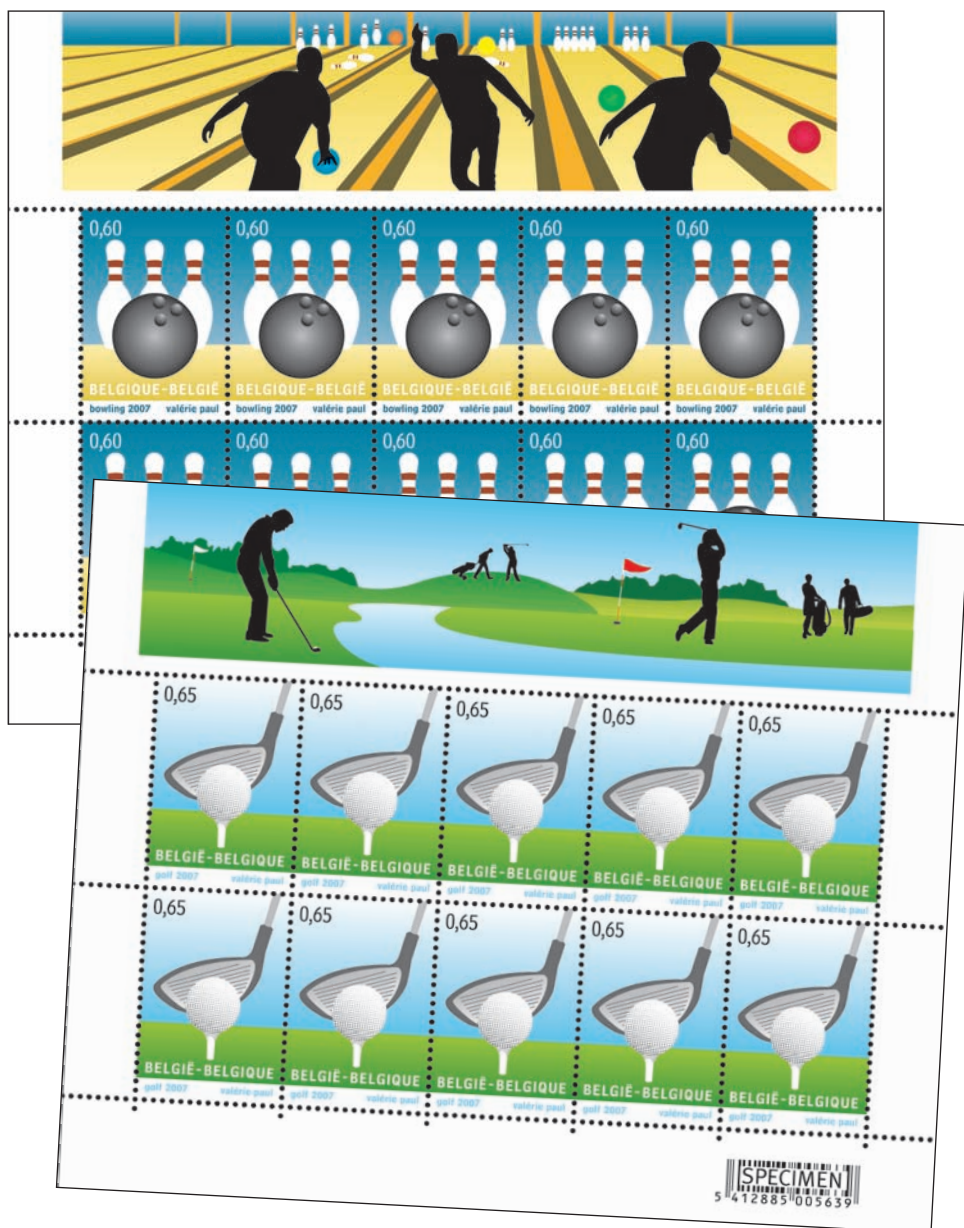 0,60 0,60 0,60 0,60 0,60
BELGIQUE-BELGIË BELGIQUE-BELGIË BELGIQUE-BELGIË BELGIQUE-BELGIË BELGIQUE-BELGIË
bowling 2007 valérie paul bowling 2007 valérie paul bowling 2007 valérie paul bowling 2007 valérie paul bowling 2007 valérie paul
0,60 0,60 0,60 0,60 0,60
0,65 0,65 0,65 0,65 0,65
BELGIË-BELGIQUE BELGIË-BELGIQUE BELGIË-BELGIQUE BELGIË-BELGIQUE BELGIË-BELGIQUE
golf 2007 valérie paul golf 2007 valérie paul golf 2007 valérie paul golf 2007 valérie paul golf 2007 valérie paul
0,65 0,65 0,65 0,65 0,65
BELGIË-BELGIQUE BELGIË-BELGIQUE BELGIË-BELGIQUE BELGIË-BELGIQUE BELGIË-BELGIQUE
golf 2007 valérie paul golf 2007 valérie paul golf 2007 valérie paul golf 2007 valérie paul golf 2007 valérie paul
SPECIMEN
5 412885 005639